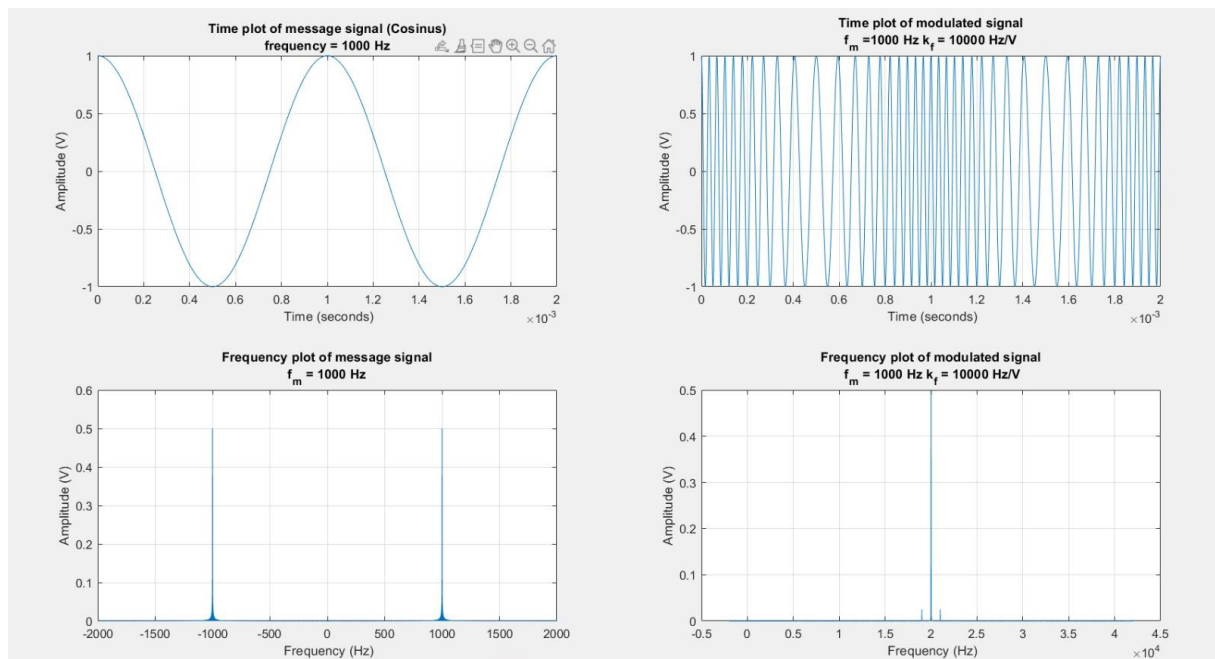 Time plot of message signal (Cosinus)
frequency = 1000 Hz
1
0.5
0
-0.5
-1
Amplitude (V)
0 0.2 0.4 0.6 0.8 1 1.2 1.4 1.6 1.8 2
Time (seconds)
×10⁻³
Time plot of modulated signal
fₘ =1000 Hz k_f = 10000 Hz/V
1
0.5
0
-0.5
-1
Amplitude (V)
0 0.2 0.4 0.6 0.8 1 1.2 1.4 1.6 1.8 2
Time (seconds)
×10⁻³
Frequency plot of message signal
fₘ = 1000 Hz
0.6
0.5
0.4
0.3
0.2
0.1
0
Amplitude (V)
-2000 -1500 -1000 -500 0 500 1000 1500 2000
Frequency (Hz)
Frequency plot of modulated signal
fₘ = 1000 Hz k_f = 10000 Hz/V
0.5
0.4
0.3
0.2
0.1
0
Amplitude (V)
-0.5 0 0.5 1 1.5 2 2.5 3 3.5 4 4.5
Frequency (Hz)
×10⁴